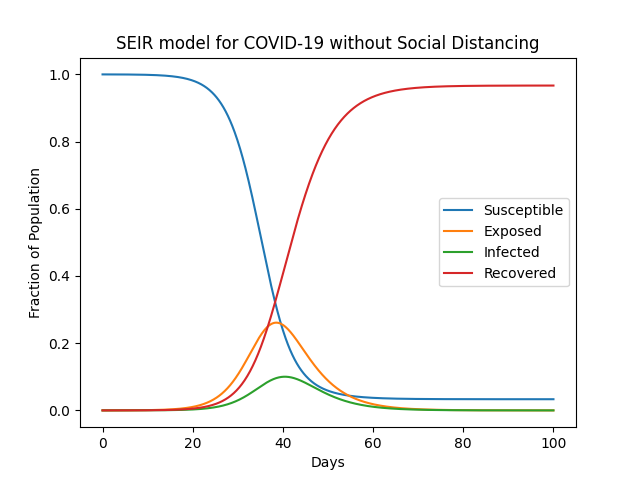 SEIR model for COVID-19 without Social Distancing
1.0
0.8
0.6
0.4
0.2
0.0
Fraction of Population
Susceptible
Exposed
Infected
Recovered
0 20 40 60 80 100
Days